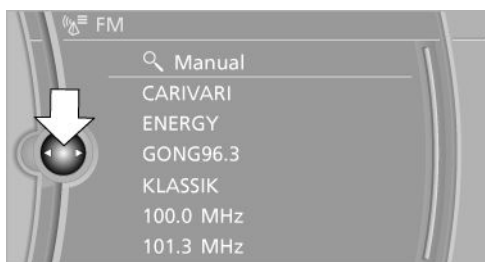 FM
Manual
CARIVARI
ENERGY
GONG96.3
KLASSIK
100.0 MHz
101.3 MHz